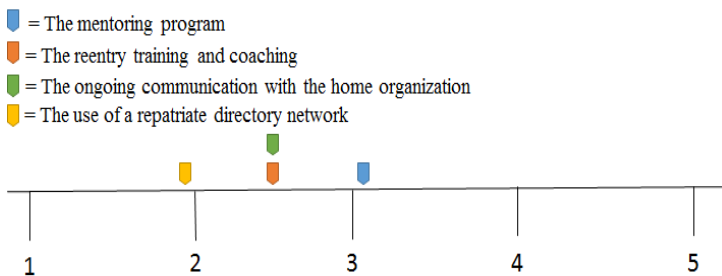 = The mentoring program
= The reentry training and coaching
= The ongoing communication with the home organization
= The use of a repatriate directory network
1 2 3 4 5